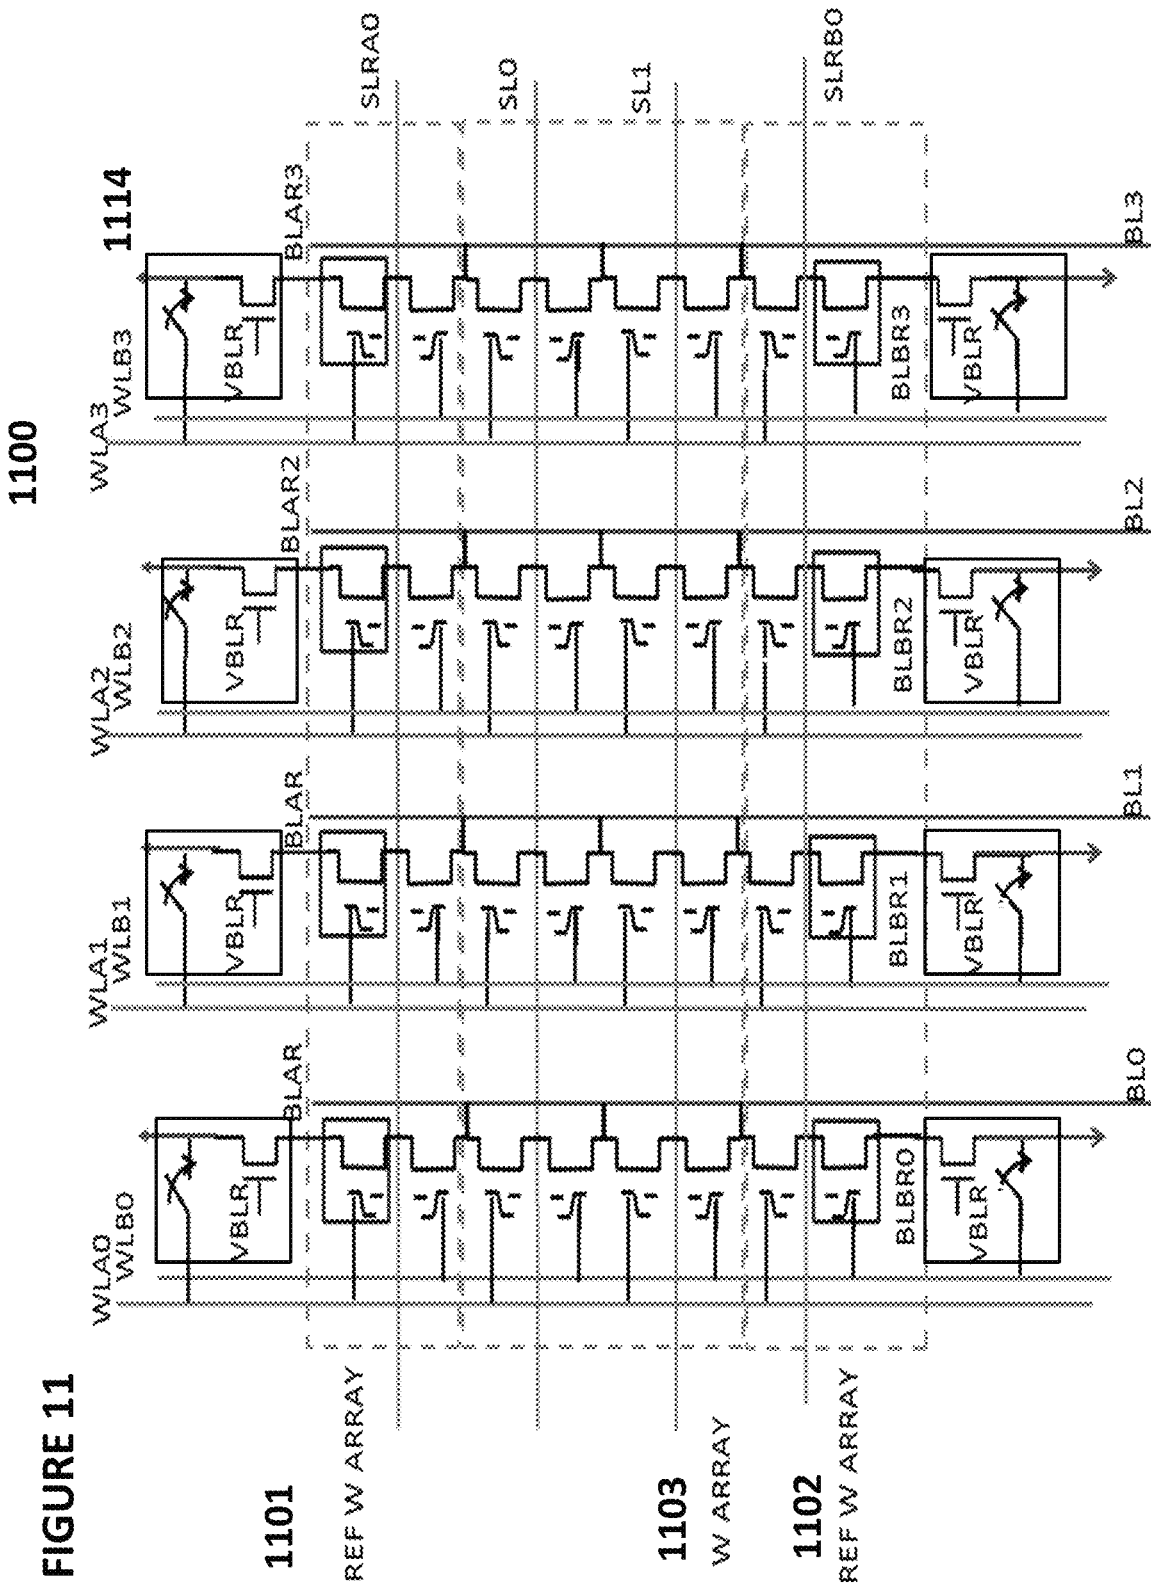 FIGURE 11
1100
1101
REF W ARRAY
1103
W ARRAY
1102
REF W ARRAY
1114
WLA0
WLB0
VBLR
BLAR
BLBR0
VBLR
BL0
WLA1
WLB1
VBLR
BLAR
BLBR1
VBLR
BL1
WLA2
WLB2
VBLR
BLAR2
BLBR2
VBLR
BL2
WLA3
WLB3
VBLR
BLAR3
BLBR3
VBLR
BL3
SLRA0
SL0
SL1
SLRB0